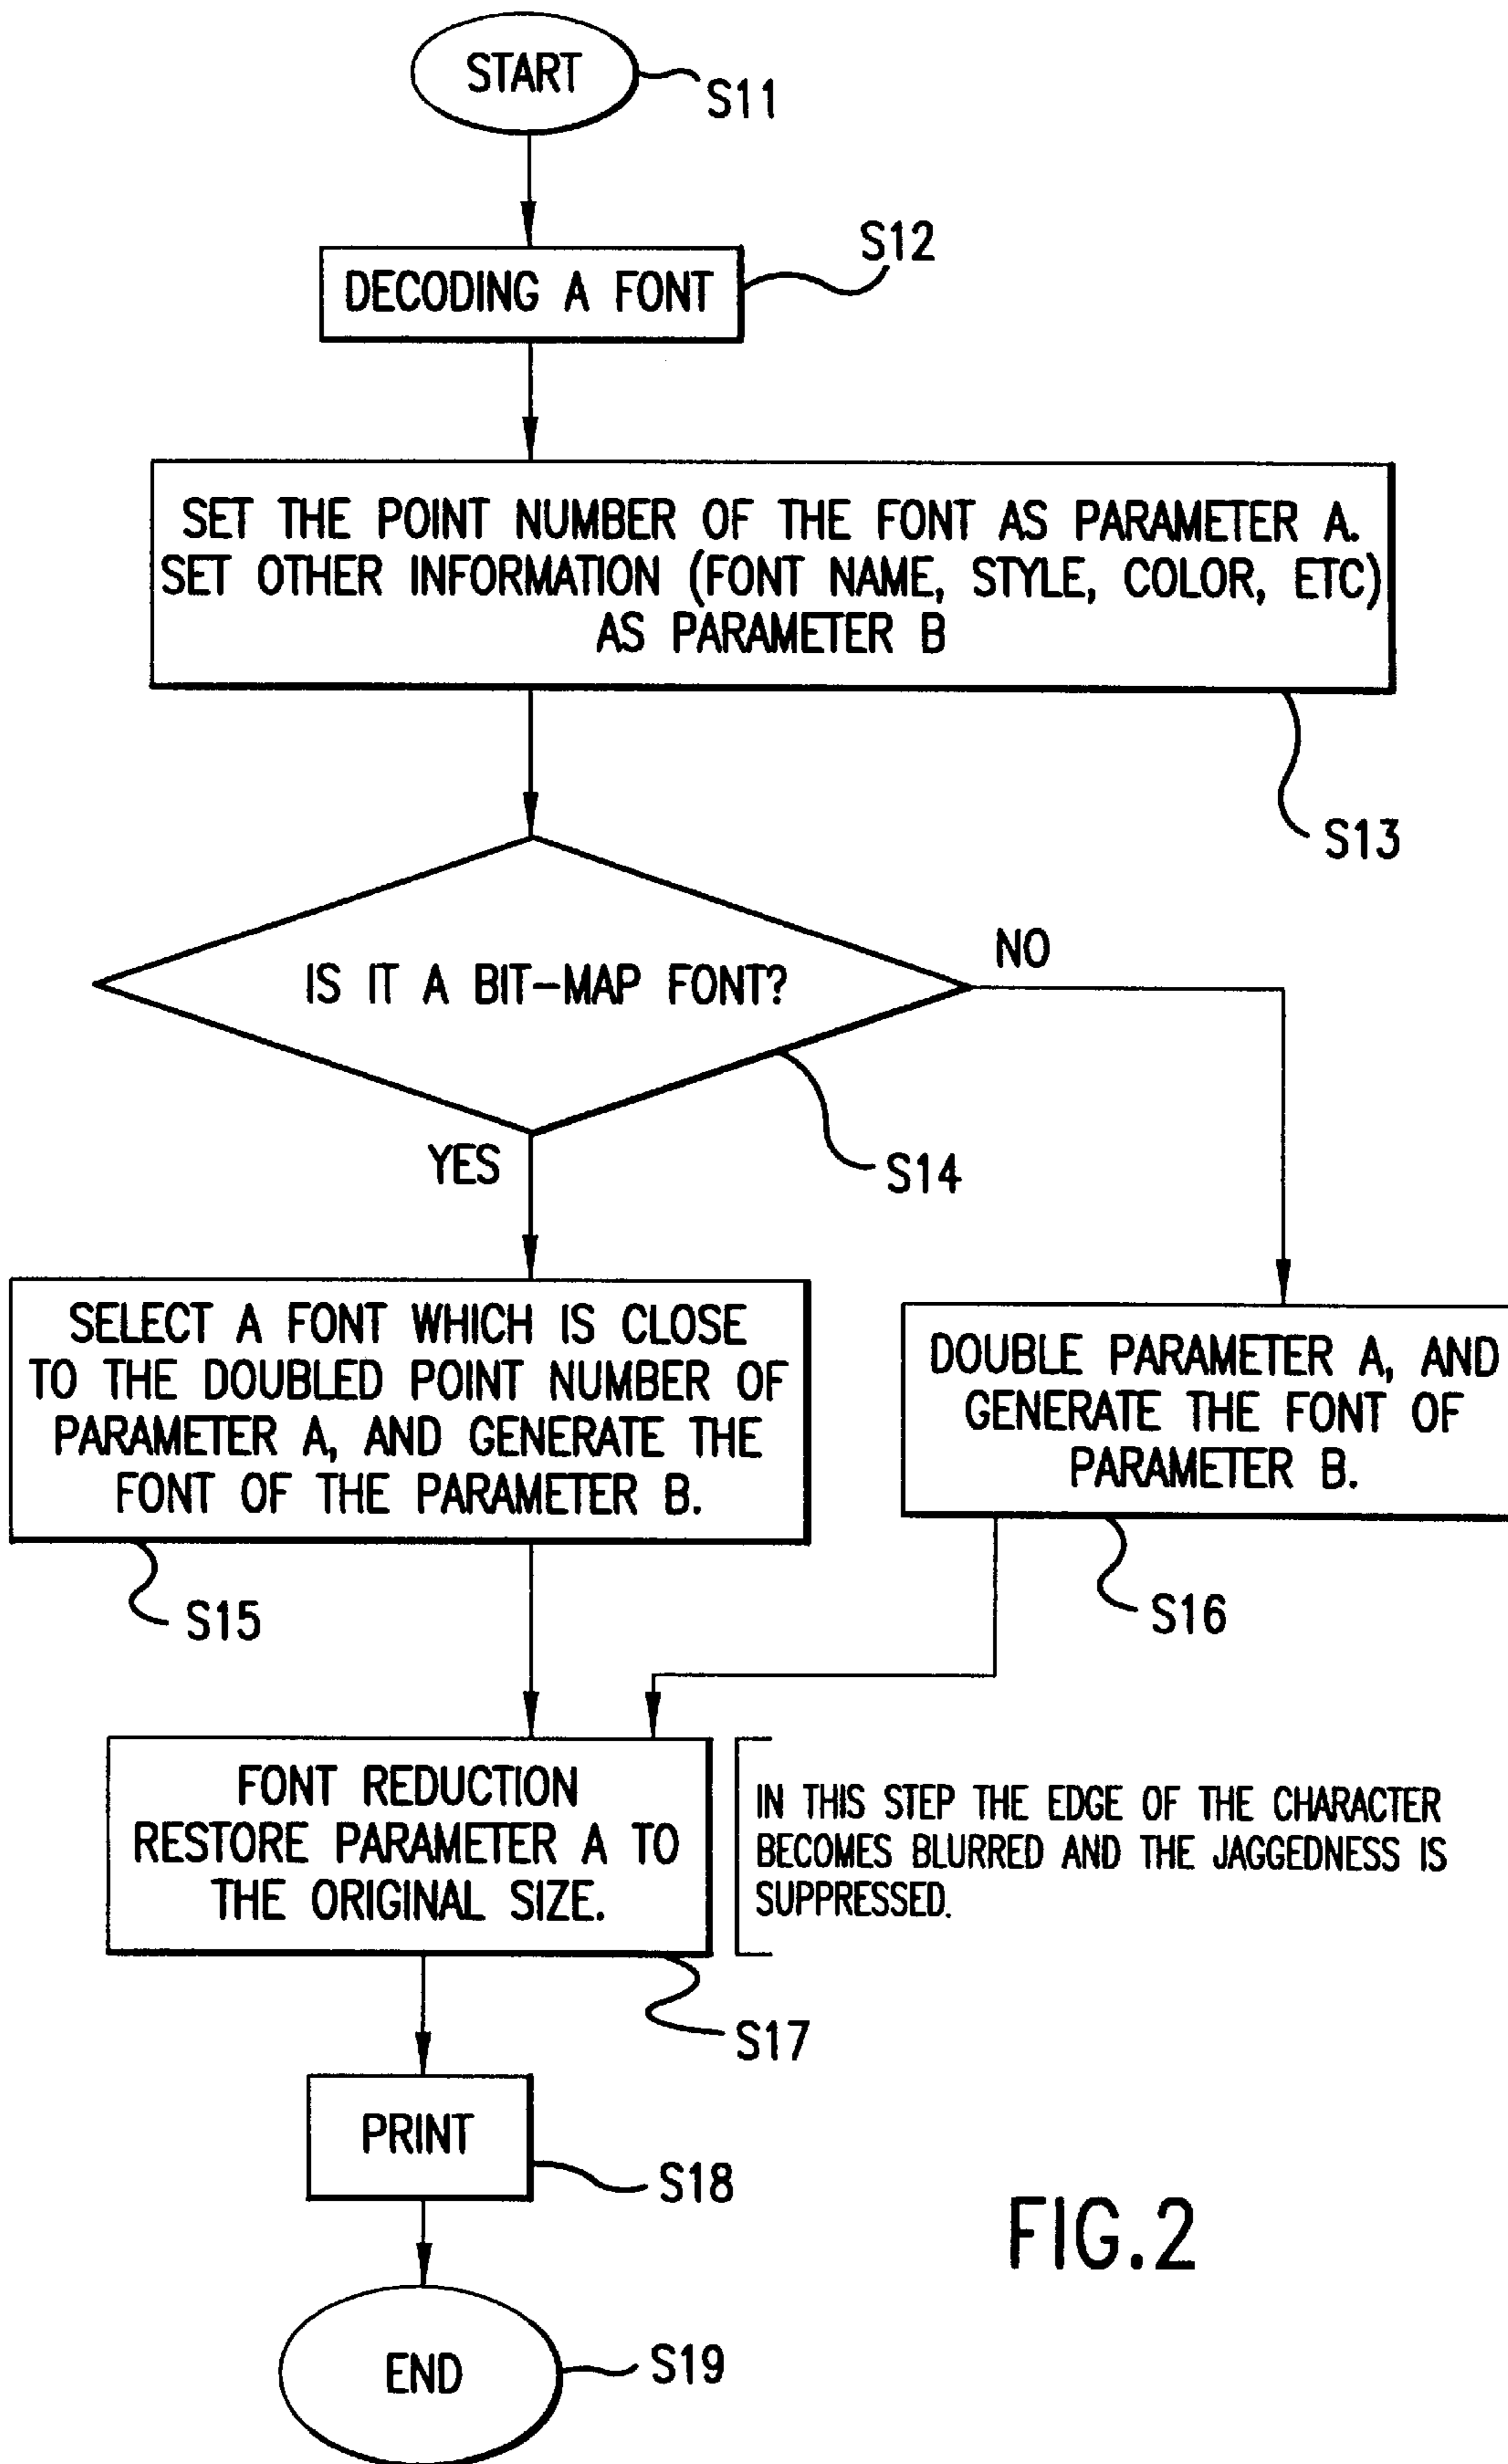 START
S11
S12
DECODING A FONT
SET THE POINT NUMBER OF THE FONT AS PARAMETER A.
SET OTHER INFORMATION (FONT NAME, STYLE, COLOR, ETC)
AS PARAMETER B
S13
IS IT A BIT-MAP FONT?
NO
YES
S14
SELECT A FONT WHICH IS CLOSE
TO THE DOUBLED POINT NUMBER OF
PARAMETER A, AND GENERATE THE
FONT OF THE PARAMETER B.
S15
DOUBLE PARAMETER A, AND
GENERATE THE FONT OF
PARAMETER B.
S16
FONT REDUCTION
RESTORE PARAMETER A TO
THE ORIGINAL SIZE.
IN THIS STEP THE EDGE OF THE CHARACTER
BECOMES BLURRED AND THE JAGGEDNESS IS
SUPPRESSED.
S17
PRINT
S18
END
S19
FIG.2